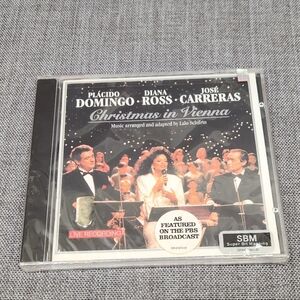 PLÁCIDO DIANA JOSÉ
DOMINGO · ROSS · CARRERAS
Christmas in Vienna
Music arranged and adapted by Lalo Schifrin
LIVE RECORDING
AS
FEATURED
ON THE PBS
BROADCAST
SBM
Super Bit Mapping